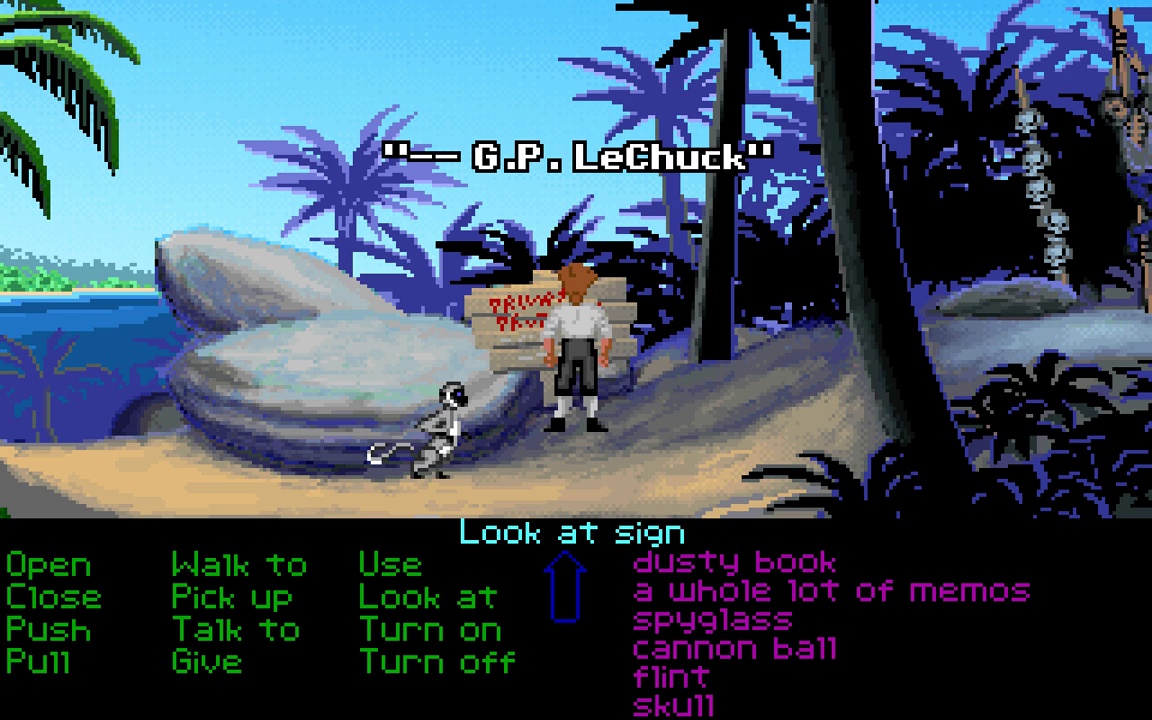 "-- G.P. LeChuck"
Look at sign
Open Walk to Use dusty book
Close Pick up Look at a whole lot of memos
Push Talk to Turn on spyglass
Pull Give Turn off cannon ball
flint
skull